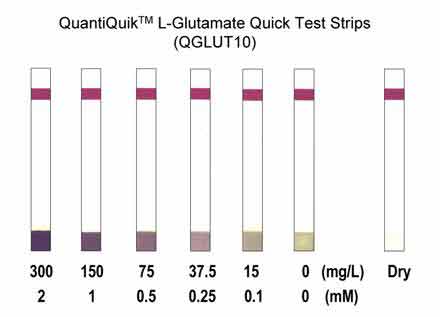 QuantiQuik™ L-Glutamate Quick Test Strips
(QGLUT10)
300 150 75 37.5 15 0 (mg/L) Dry
2 1 0.5 0.25 0.1 0 (mM)